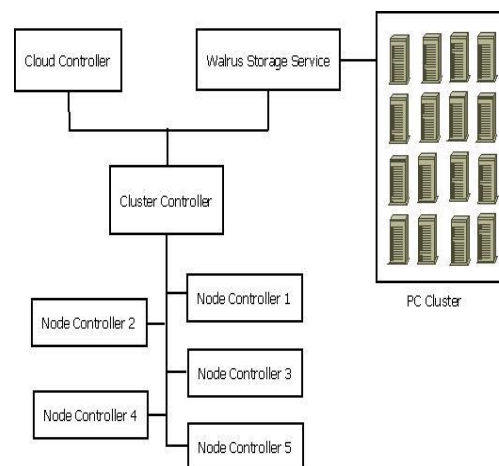 Cloud Controller
Walrus Storage Service
Cluster Controller
PC Cluster
Node Controller 1
Node Controller 2
Node Controller 3
Node Controller 4
Node Controller 5